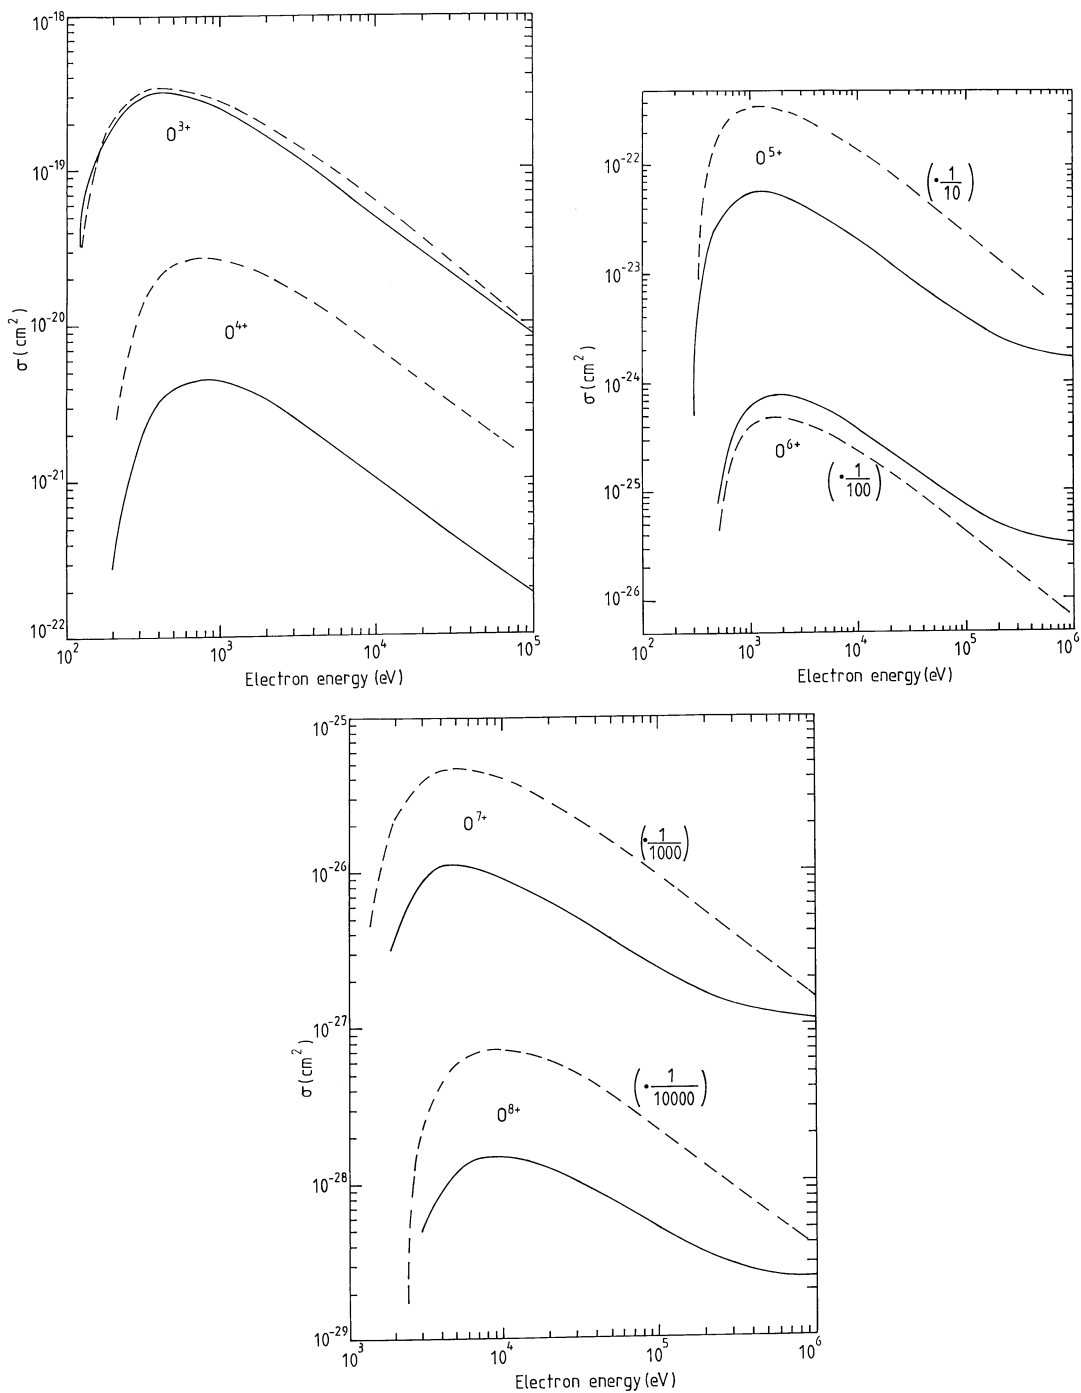 10^-18
10^-19
10^-20
10^-21
10^-22
σ (cm^2)
O^3+
O^4+
10^2 10^3 10^4 10^5
Electron energy (eV)
10^-22
10^-23
10^-24
10^-25
10^-26
σ (cm^2)
O^5+
(· 1/10)
O^6+
(· 1/100)
10^2 10^3 10^4 10^5 10^6
Electron energy (eV)
10^-25
10^-26
10^-27
10^-28
10^-29
σ (cm^2)
O^7+
(· 1/1000)
O^8+
(· 1/10000)
10^3 10^4 10^5 10^6
Electron energy (eV)